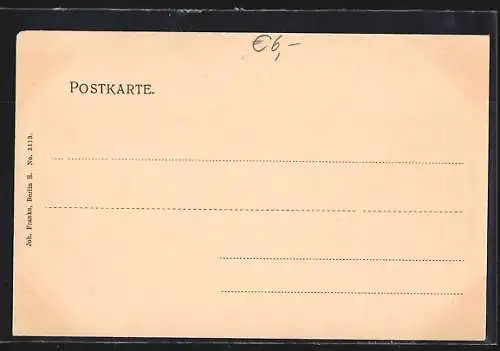 €6,-
POSTKARTE.
Joh. Franke, Berlin S. No. 3113.